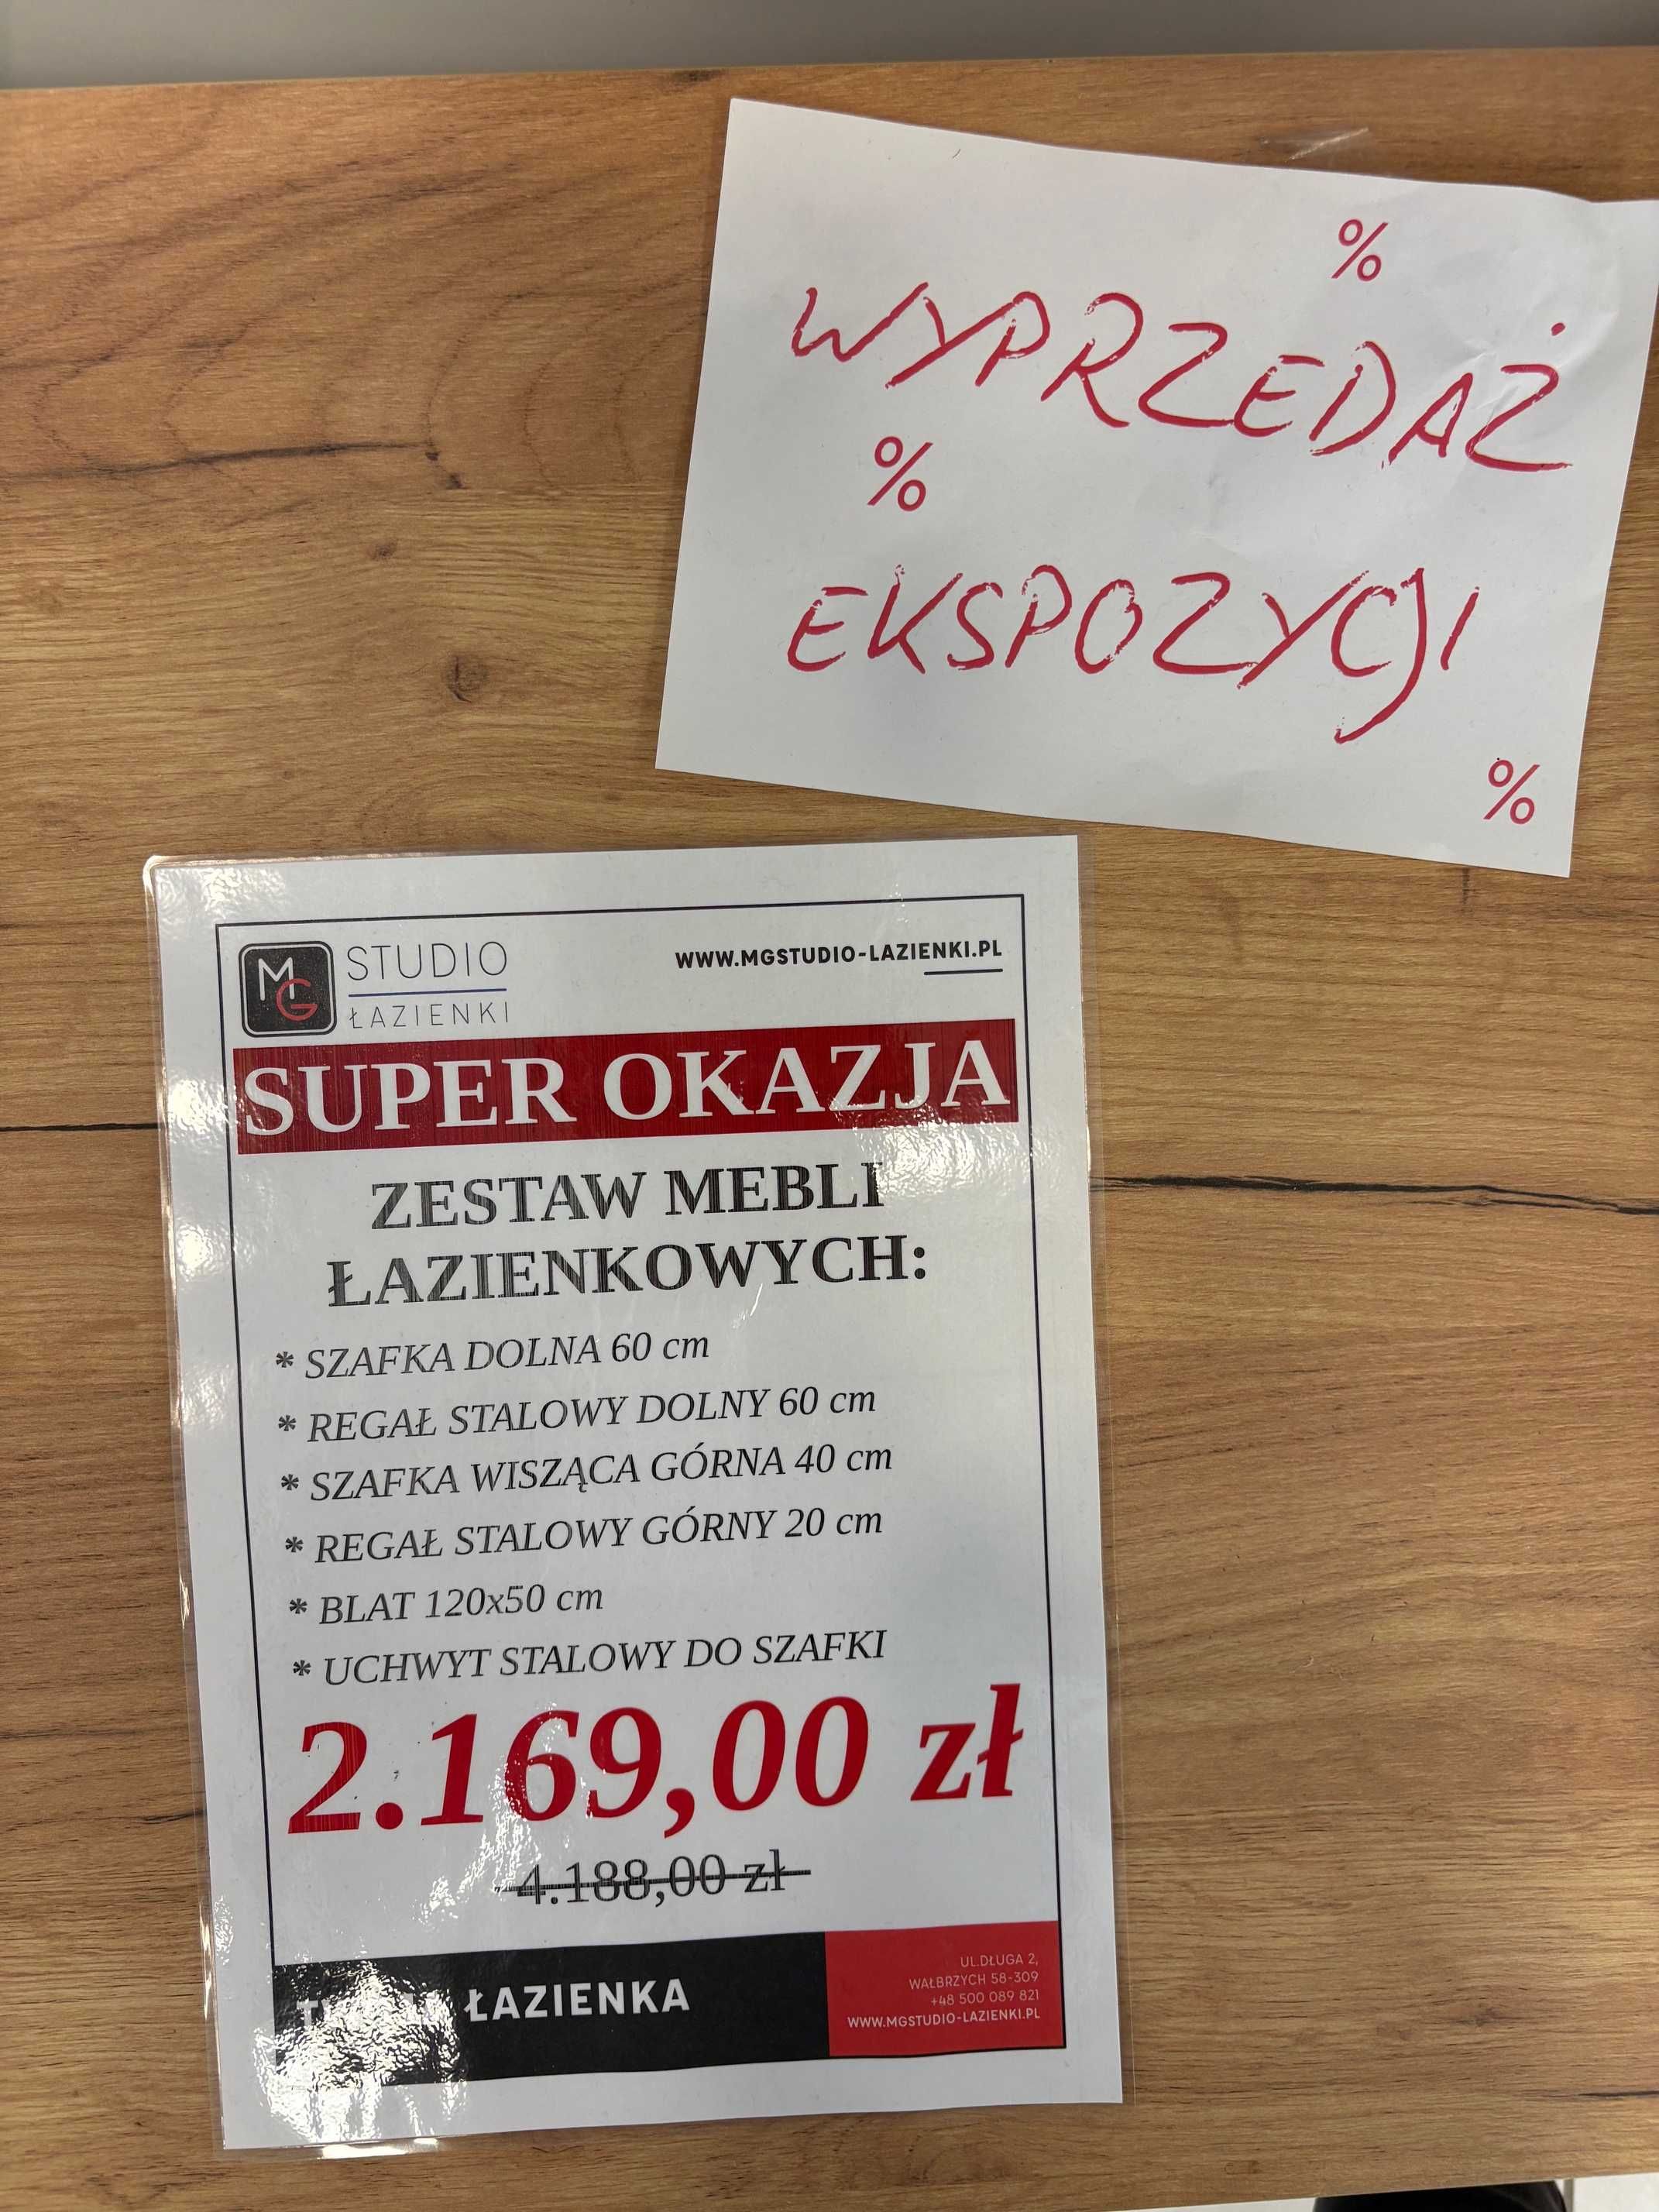 %
WYPRZEDAŻ
%
EKSPOZYCJI
%
MG STUDIO
ŁAZIENKI
WWW.MGSTUDIO-LAZIENKI.PL
SUPER OKAZJA
ZESTAW MEBLI
ŁAZIENKOWYCH:
* SZAFKA DOLNA 60 cm
* REGAŁ STALOWY DOLNY 60 cm
* SZAFKA WISZĄCA GÓRNA 40 cm
* REGAŁ STALOWY GÓRNY 20 cm
* BLAT 120x50 cm
* UCHWYT STALOWY DO SZAFKI
2.169,00 zł
4.188,00 zł
ŁAZIENKA
UL.DŁUGA 2,
WAŁBRZYCH 58-309
+48 500 089 821
WWW.MGSTUDIO-LAZIENKI.PL